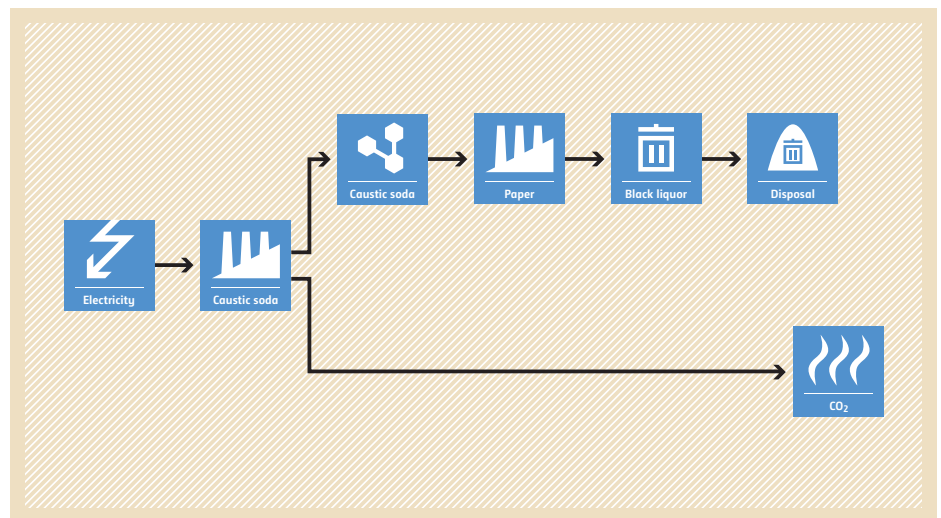 Caustic soda
Paper
Black liquor
Disposal
Electricity
Caustic soda
CO₂